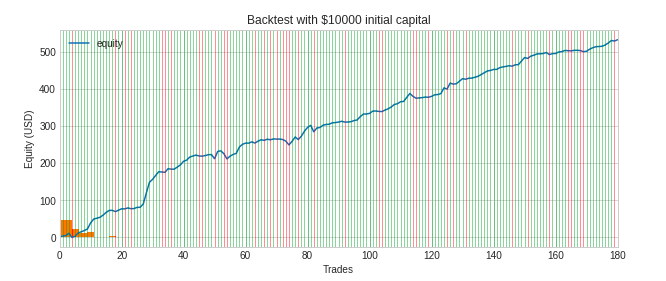 Backtest with $10000 initial capital
equity
Equity (USD)
500
400
300
200
100
0
0 20 40 60 80 100 120 140 160 180
Trades